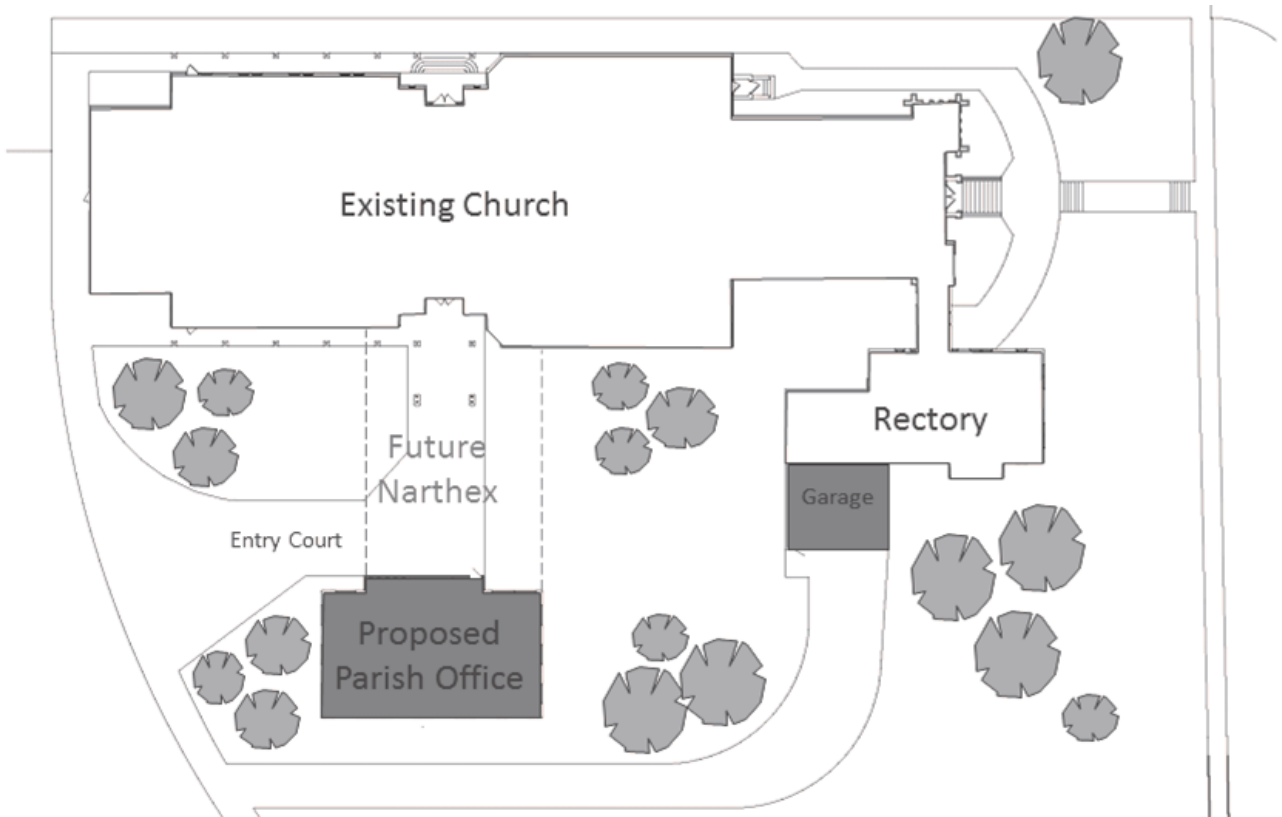 Existing Church
Rectory
Future
Narthex
Garage
Entry Court
Proposed
Parish Office